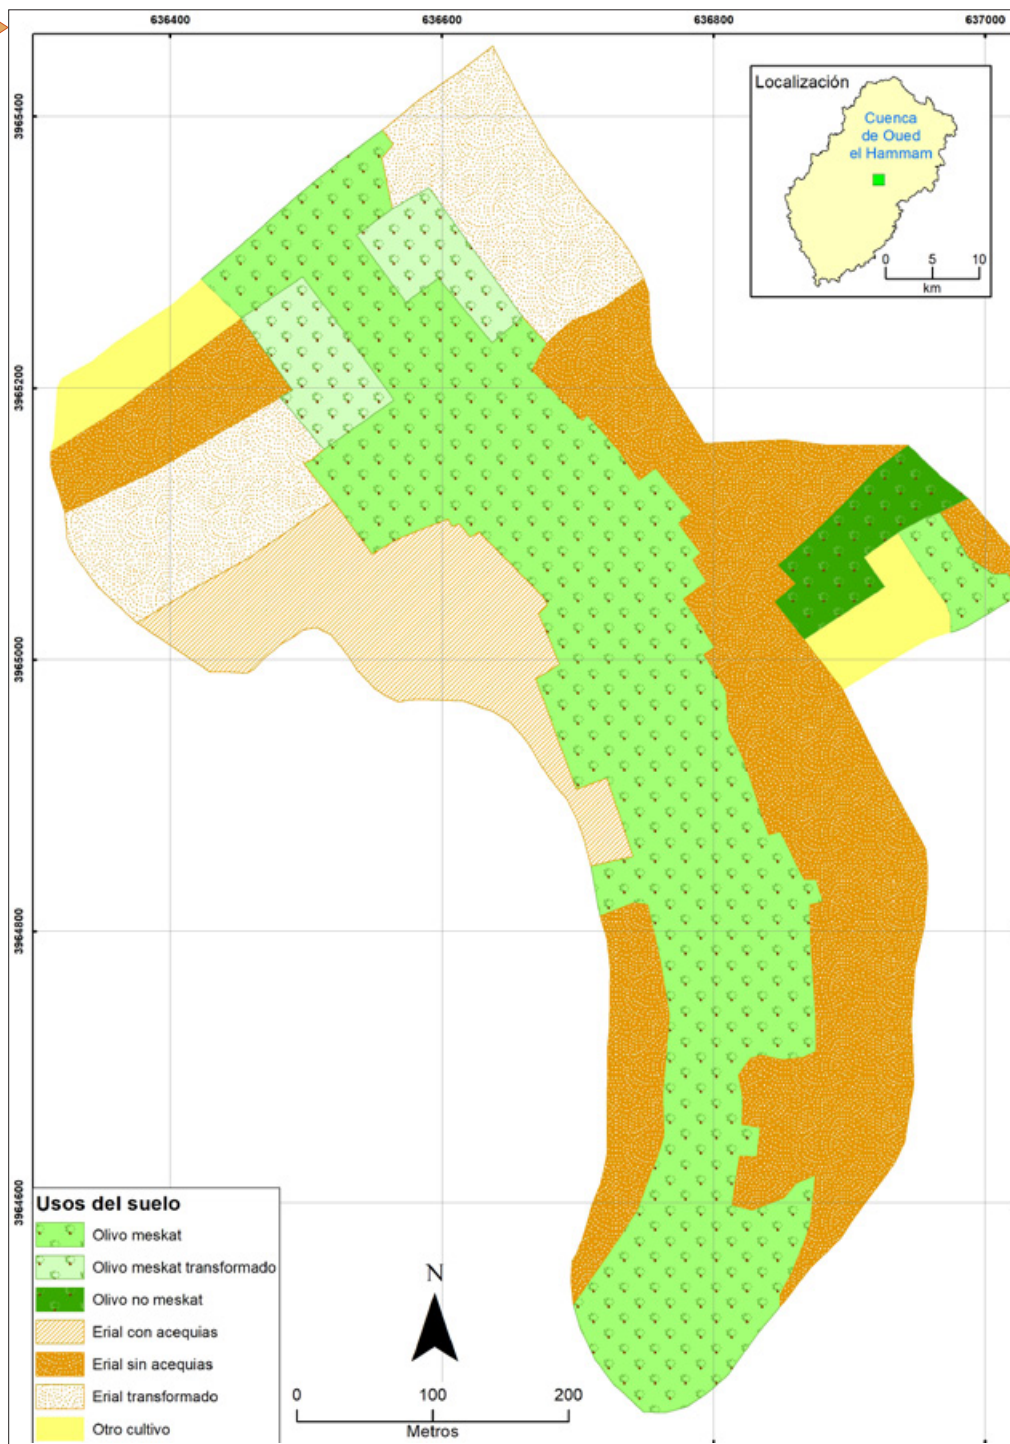 636400 636600 636800 637000
3965400
3965200
3965000
3964800
3964600
Localización
Cuenca
de Oued
el Hammam
0 5 10
km
Usos del suelo
Olivo meskat
Olivo meskat transformado
Olivo no meskat
Erial con acequias
Erial sin acequias
Erial transformado
Otro cultivo
N
0 100 200
Metros